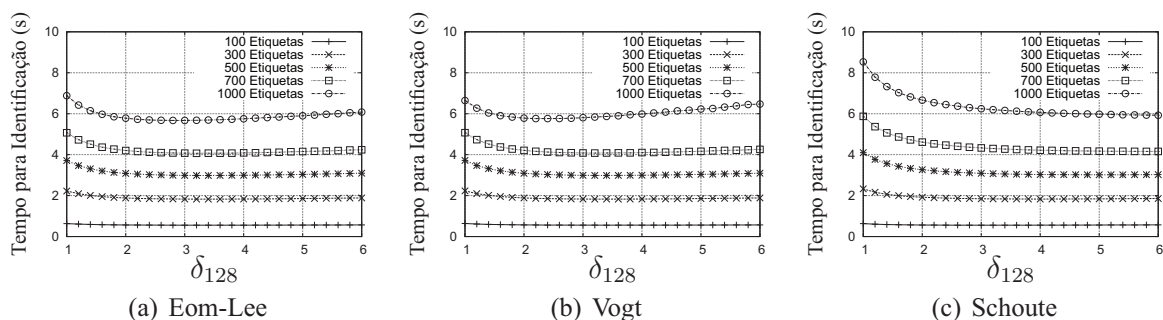 Tempo para Identificação (s)
10
8
6
4
2
0
100 Etiquetas
300 Etiquetas
500 Etiquetas
700 Etiquetas
1000 Etiquetas
1 2 3 4 5 6
δ128
(a) Eom-Lee
Tempo para Identificação (s)
10
8
6
4
2
0
100 Etiquetas
300 Etiquetas
500 Etiquetas
700 Etiquetas
1000 Etiquetas
1 2 3 4 5 6
δ128
(b) Vogt
Tempo para Identificação (s)
10
8
6
4
2
0
100 Etiquetas
300 Etiquetas
500 Etiquetas
700 Etiquetas
1000 Etiquetas
1 2 3 4 5 6
δ128
(c) Schoute